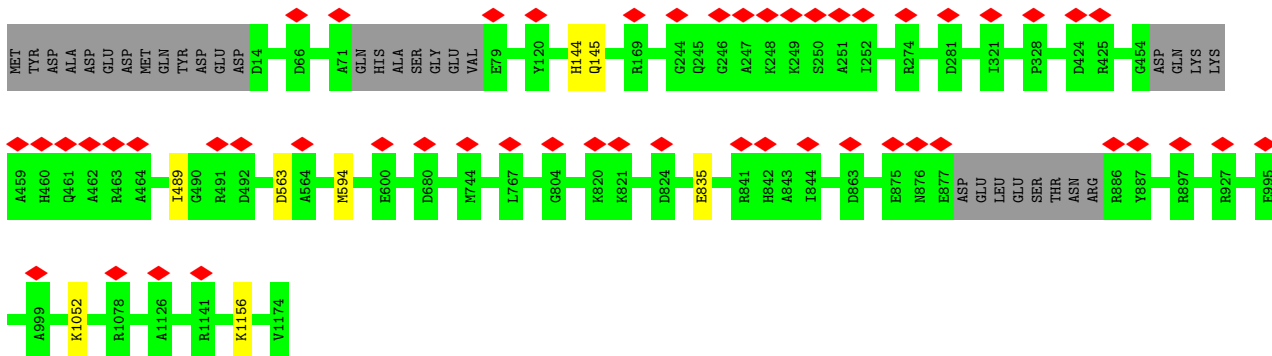 MET TYR ASP ALA ASP GLU ASP MET GLN TYR ASP GLU ASP D14 D66 A71 GLN HIS ALA SER GLY GLU VAL E79 Y120 H144 Q145 R169 G244 Q245 G246 A247 K248 K249 S250 A251 I252 R274 D281 I321 P328 D424 R425 G454 ASP GLN LYS LYS
A459 H460 Q461 A462 R463 A464 I489 G490 R491 D492 D563 A564 M594 E600 D680 M744 L767 G804 K820 K821 D824 E835 R841 H842 A843 I844 D863 E875 N876 E877 ASP GLU LEU GLU SER THR ASN ARG R886 Y887 R897 R927 E995
A999 K1052 R1078 A1126 R1141 K1156 V1174